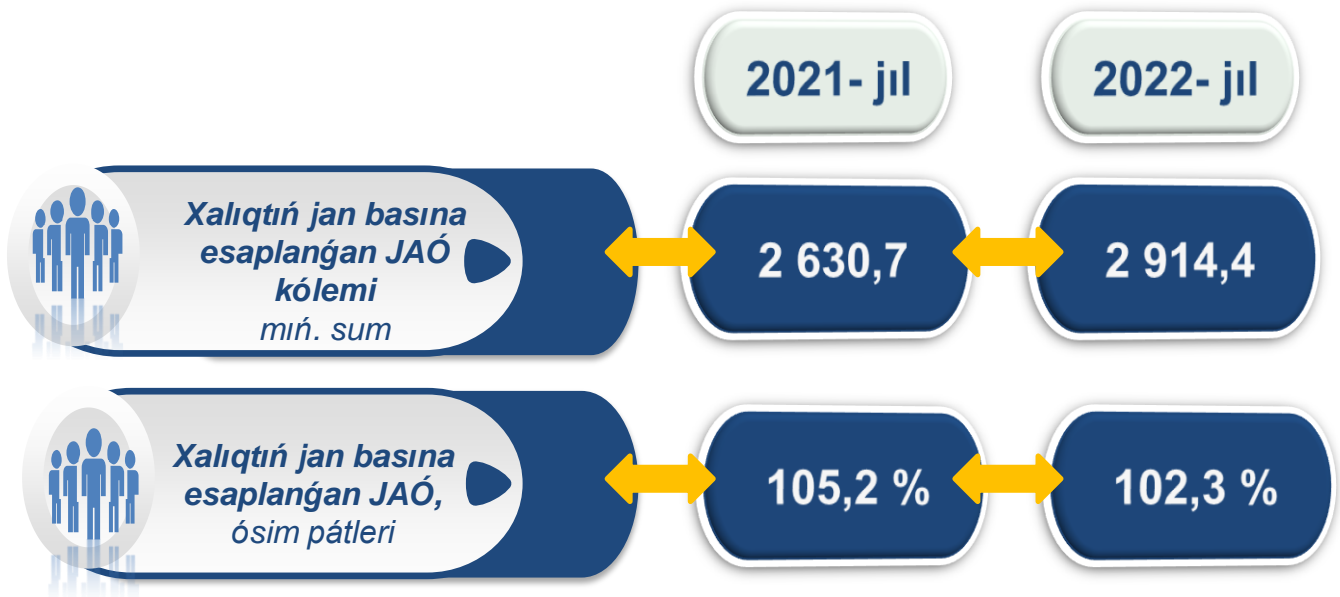 2021- jıl
2022- jıl
Xalıqtıń jan basına
esaplanǵan JAÓ
kólemi
mıń. sum
2 630,7
2 914,4
Xalıqtıń jan basına
esaplanǵan JAÓ,
ósim pátleri
105,2 %
102,3 %